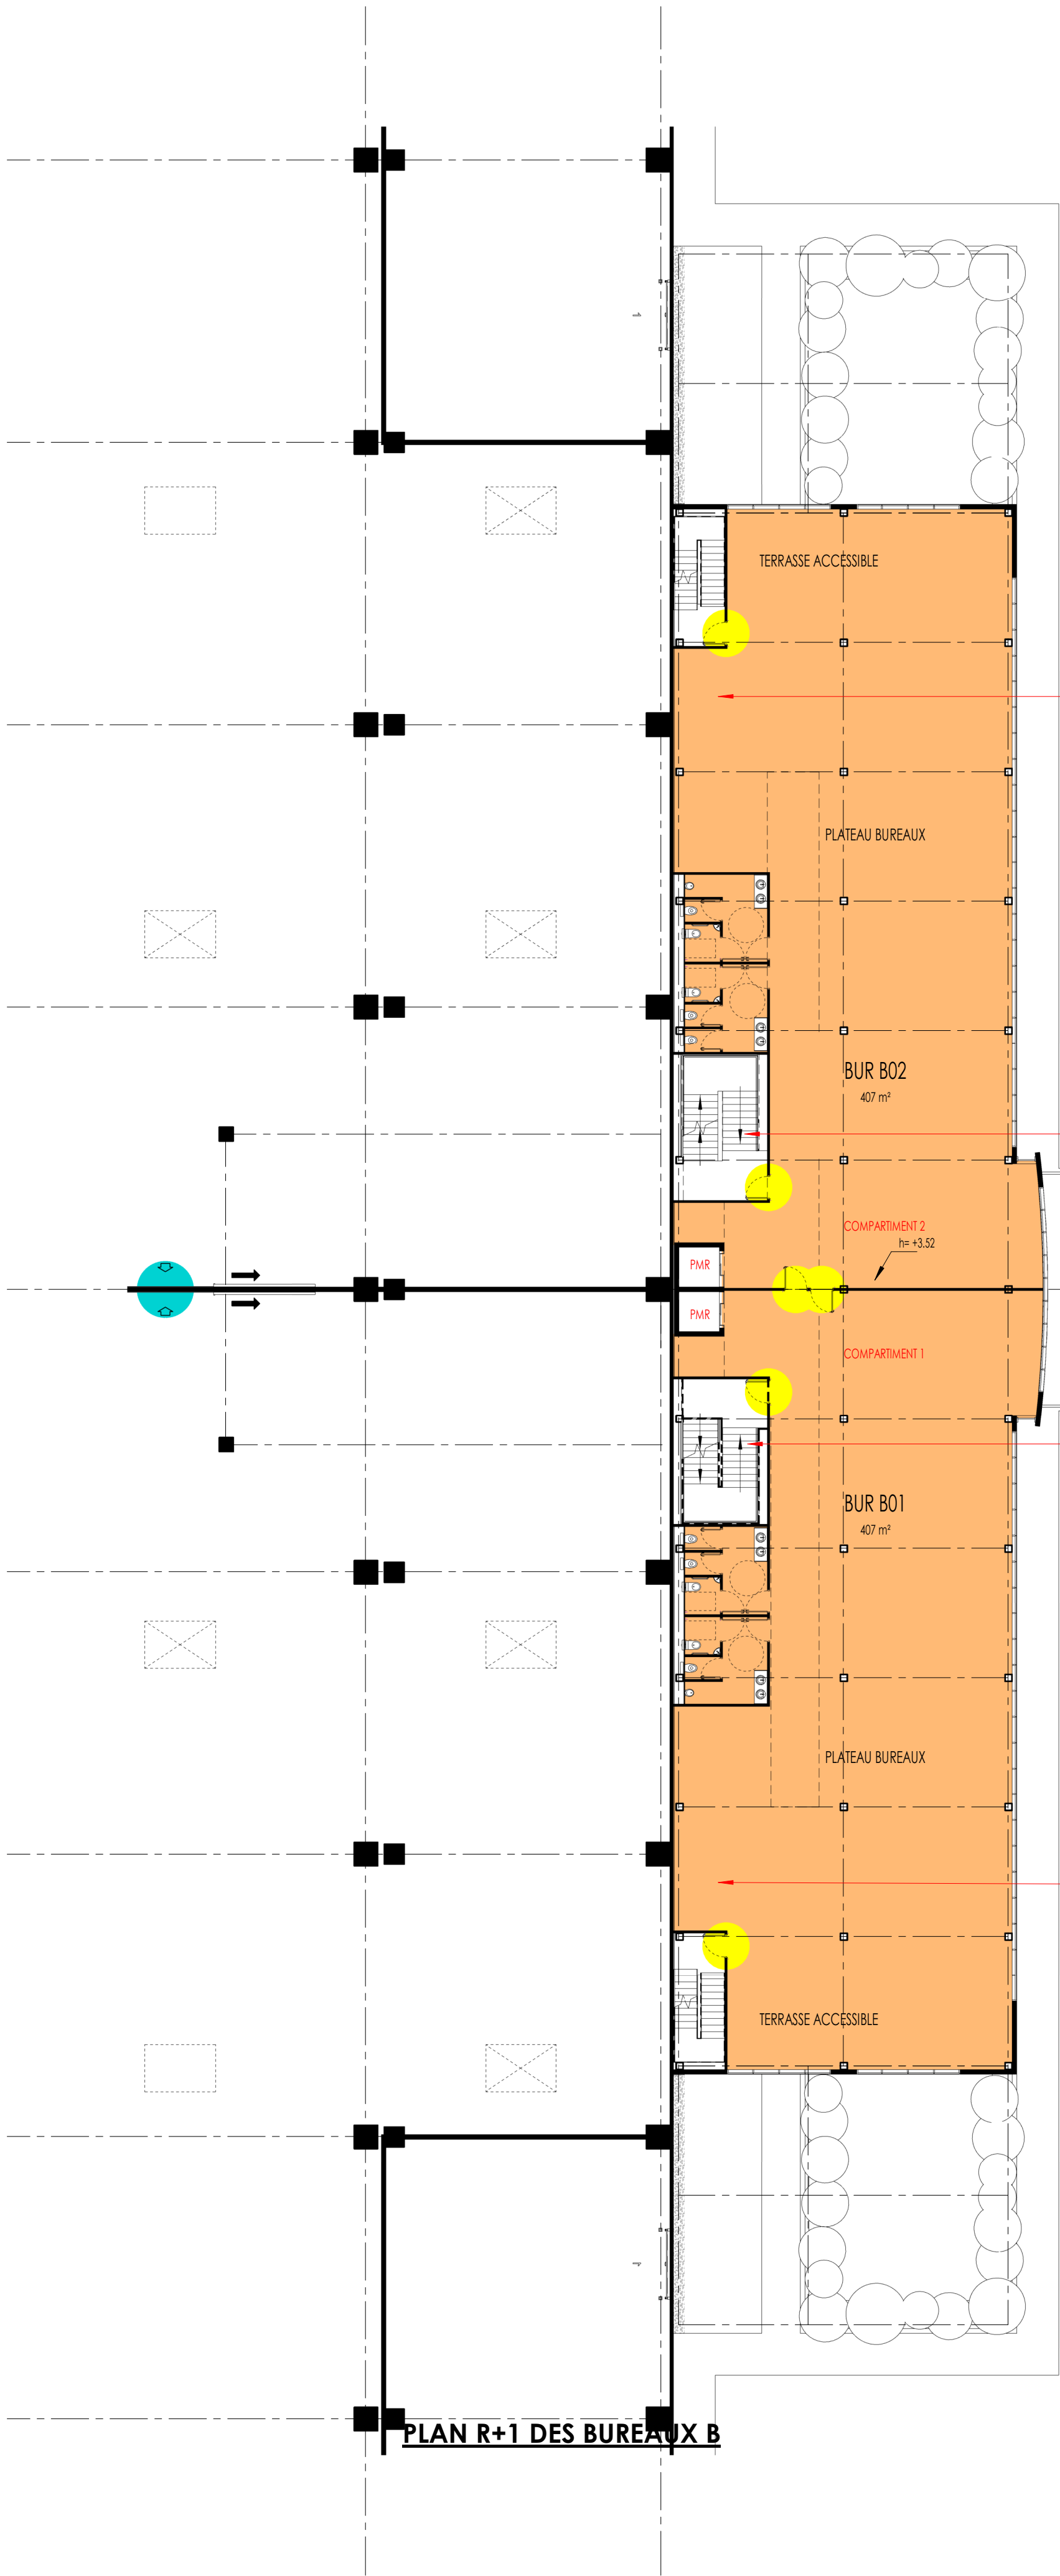 TERRASSE ACCESSIBLE
PLATEAU BUREAUX
BUR B02
407 m²
COMPARTIMENT 2
h= +3.52
PMR
PMR
COMPARTIMENT 1
BUR B01
407 m²
PLATEAU BUREAUX
TERRASSE ACCESSIBLE
PLAN R+1 DES BUREAUX B